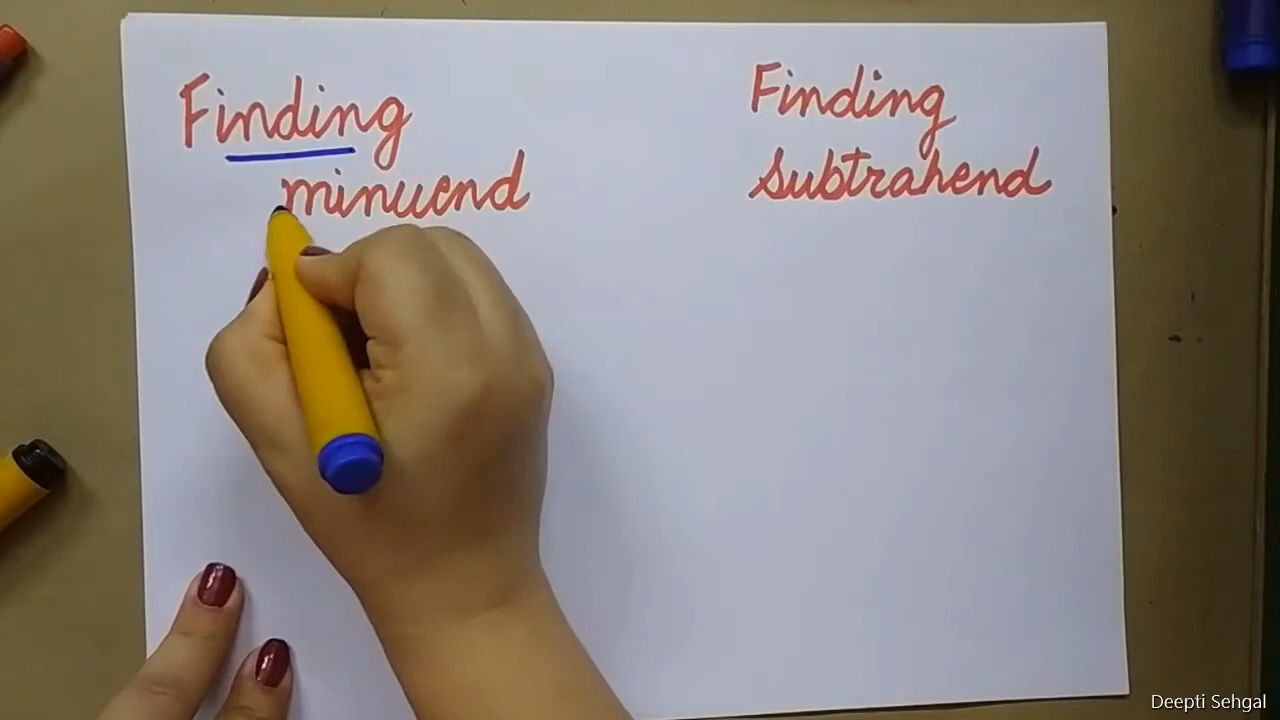 Finding
minuend
Finding
Subtrahend
Deepti Sehgal